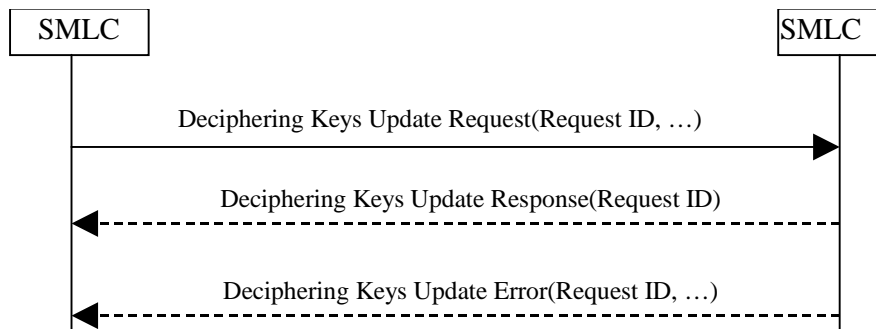 SMLC
SMLC
Deciphering Keys Update Request(Request ID, …)
Deciphering Keys Update Response(Request ID)
Deciphering Keys Update Error(Request ID, …)